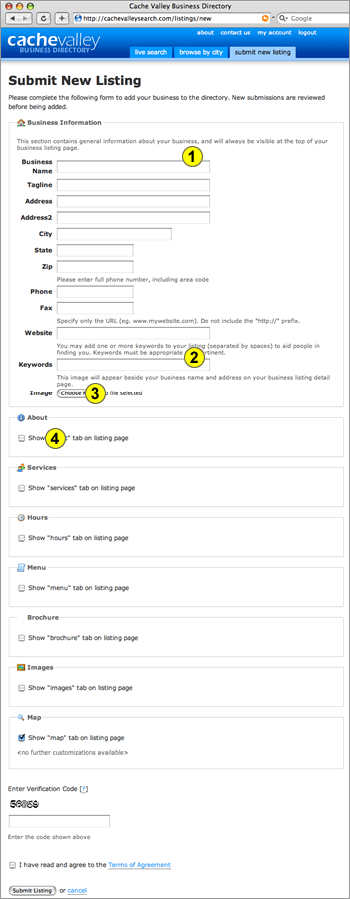 Cache Valley Business Directory
http://cachevalleysearch.com/listings/new
Google
about contact us my account logout
cachevalley
BUSINESS DIRECTORY
live search browse by city submit new listing
Submit New Listing
Please complete the following form to add your business to the directory. New submissions are reviewed
before being added.
Business Information
This section contains general information about your business, and will always be visible at the top of your
business listing page.
1
Business
Name
Tagline
Address
Address2
City
State
Zip
Please enter full phone number, including area code
Phone
Fax
Specify only the URL (eg. www.mywebsite.com). Do not include the "http://" prefix.
Website
You may add one or more keywords to your listing (separated by spaces) to aid people in
finding you. Keywords must be appropriate
2
Keywords
This image will appear beside your business name and address on your business listing detail
page.
Image Choose file selected
3
About
Show tab on listing page
4
Services
Show "services" tab on listing page
Hours
Show "hours" tab on listing page
Menu
Show "menu" tab on listing page
Brochure
Show "brochure" tab on listing page
Images
Show "images" tab on listing page
Map
Show "map" tab on listing page
<no further customizations available>
Enter Verification Code [?]
Enter the code shown above
I have read and agree to the Terms of Agreement
Submit Listing or cancel